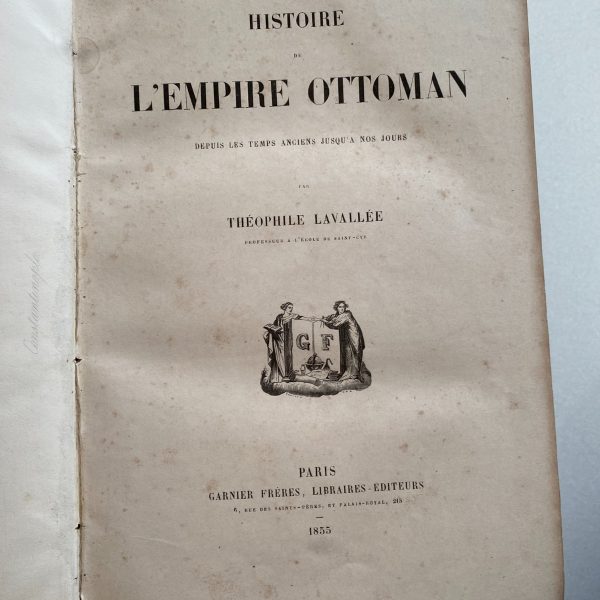 HISTOIRE
DE
L'EMPIRE OTTOMAN
DEPUIS LES TEMPS ANCIENS JUSQU'A NOS JOURS
PAR
THÉOPHILE LAVALLÉE
PROFESSEUR A L'ÉCOLE DE SAINT-CYR
G F
PARIS
GARNIER FRÈRES, LIBRAIRES-ÉDITEURS
6, RUE DES SAINTS-PÈRES, ET PALAIS-ROYAL, 215
1855
Constantinople